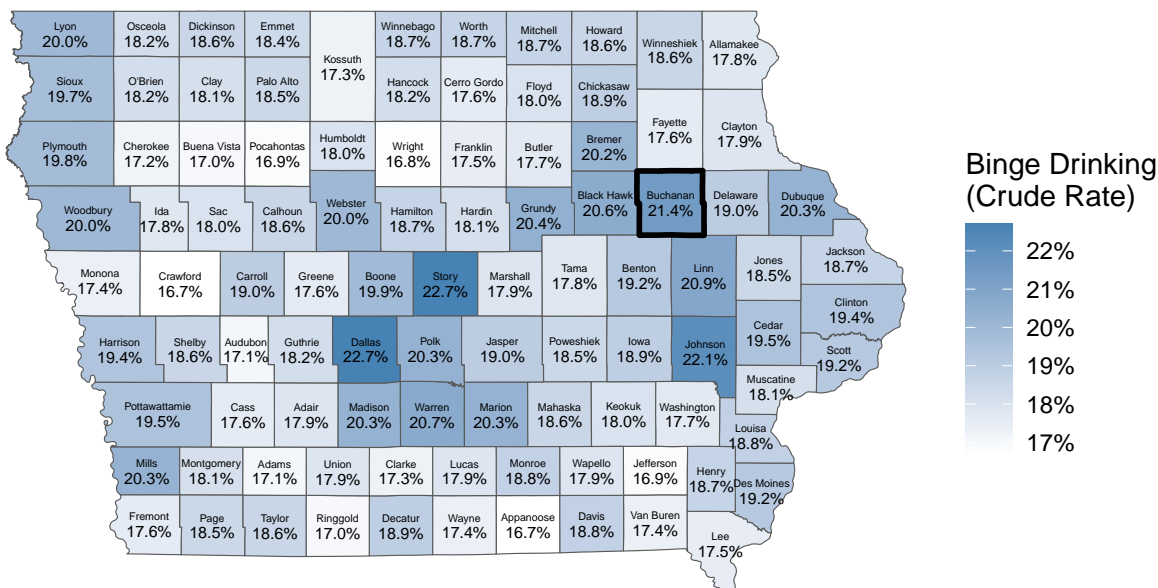 Lyon
20.0%
Osceola
18.2%
Dickinson
18.6%
Emmet
18.4%
Kossuth
17.3%
Winnebago
18.7%
Worth
18.7%
Mitchell
18.7%
Howard
18.6%
Winneshiek
18.6%
Allamakee
17.8%
Sioux
19.7%
O'Brien
18.2%
Clay
18.1%
Palo Alto
18.5%
Hancock
18.2%
Cerro Gordo
17.6%
Floyd
18.0%
Chickasaw
18.9%
Plymouth
19.8%
Cherokee
17.2%
Buena Vista
17.0%
Pocahontas
16.9%
Humboldt
18.0%
Wright
16.8%
Franklin
17.5%
Butler
17.7%
Bremer
20.2%
Fayette
17.6%
Clayton
17.9%
Woodbury
20.0%
Ida
17.8%
Sac
18.0%
Calhoun
18.6%
Webster
20.0%
Hamilton
18.7%
Hardin
18.1%
Grundy
20.4%
Black Hawk
20.6%
Buchanan
21.4%
Delaware
19.0%
Dubuque
20.3%
Monona
17.4%
Crawford
16.7%
Carroll
19.0%
Greene
17.6%
Boone
19.9%
Story
22.7%
Marshall
17.9%
Tama
17.8%
Benton
19.2%
Linn
20.9%
Jones
18.5%
Jackson
18.7%
Clinton
19.4%
Harrison
19.4%
Shelby
18.6%
Audubon
17.1%
Guthrie
18.2%
Dallas
22.7%
Polk
20.3%
Jasper
19.0%
Poweshiek
18.5%
Iowa
18.9%
Johnson
22.1%
Cedar
19.5%
Scott
19.2%
Muscatine
18.1%
Pottawattamie
19.5%
Cass
17.6%
Adair
17.9%
Madison
20.3%
Warren
20.7%
Marion
20.3%
Mahaska
18.6%
Keokuk
18.0%
Washington
17.7%
Louisa
18.8%
Mills
20.3%
Montgomery
18.1%
Adams
17.1%
Union
17.9%
Clarke
17.3%
Lucas
17.9%
Monroe
18.8%
Wapello
17.9%
Jefferson
16.9%
Henry
18.7%
Des Moines
19.2%
Fremont
17.6%
Page
18.5%
Taylor
18.6%
Ringgold
17.0%
Decatur
18.9%
Wayne
17.4%
Appanoose
16.7%
Davis
18.8%
Van Buren
17.4%
Lee
17.5%
Binge Drinking
(Crude Rate)
22%
21%
20%
19%
18%
17%